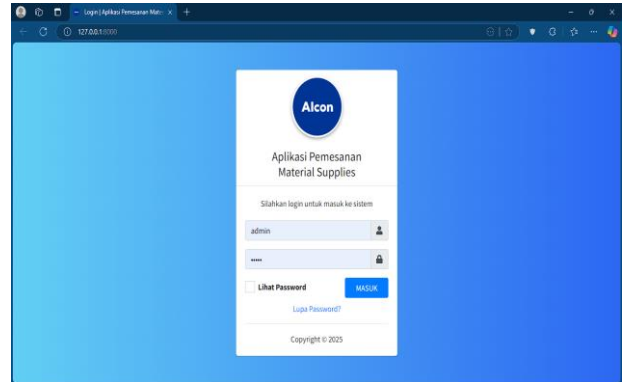 Login | Aplikasi Pemesanan Mate
127.0.0.1:8000
Alcon
Aplikasi Pemesanan
Material Supplies
Silahkan login untuk masuk ke sistem
admin
•••••
Lihat Password
MASUK
Lupa Password?
Copyright © 2025